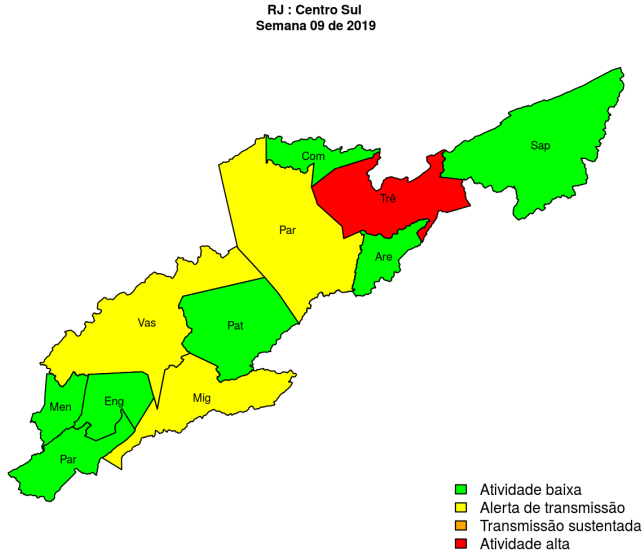 RJ : Centro Sul
Semana 09 de 2019
Sap
Com
Trê
Par
Are
Vas
Pat
Mig
Eng
Men
Par
Atividade baixa
Alerta de transmissão
Transmissão sustentada
Atividade alta